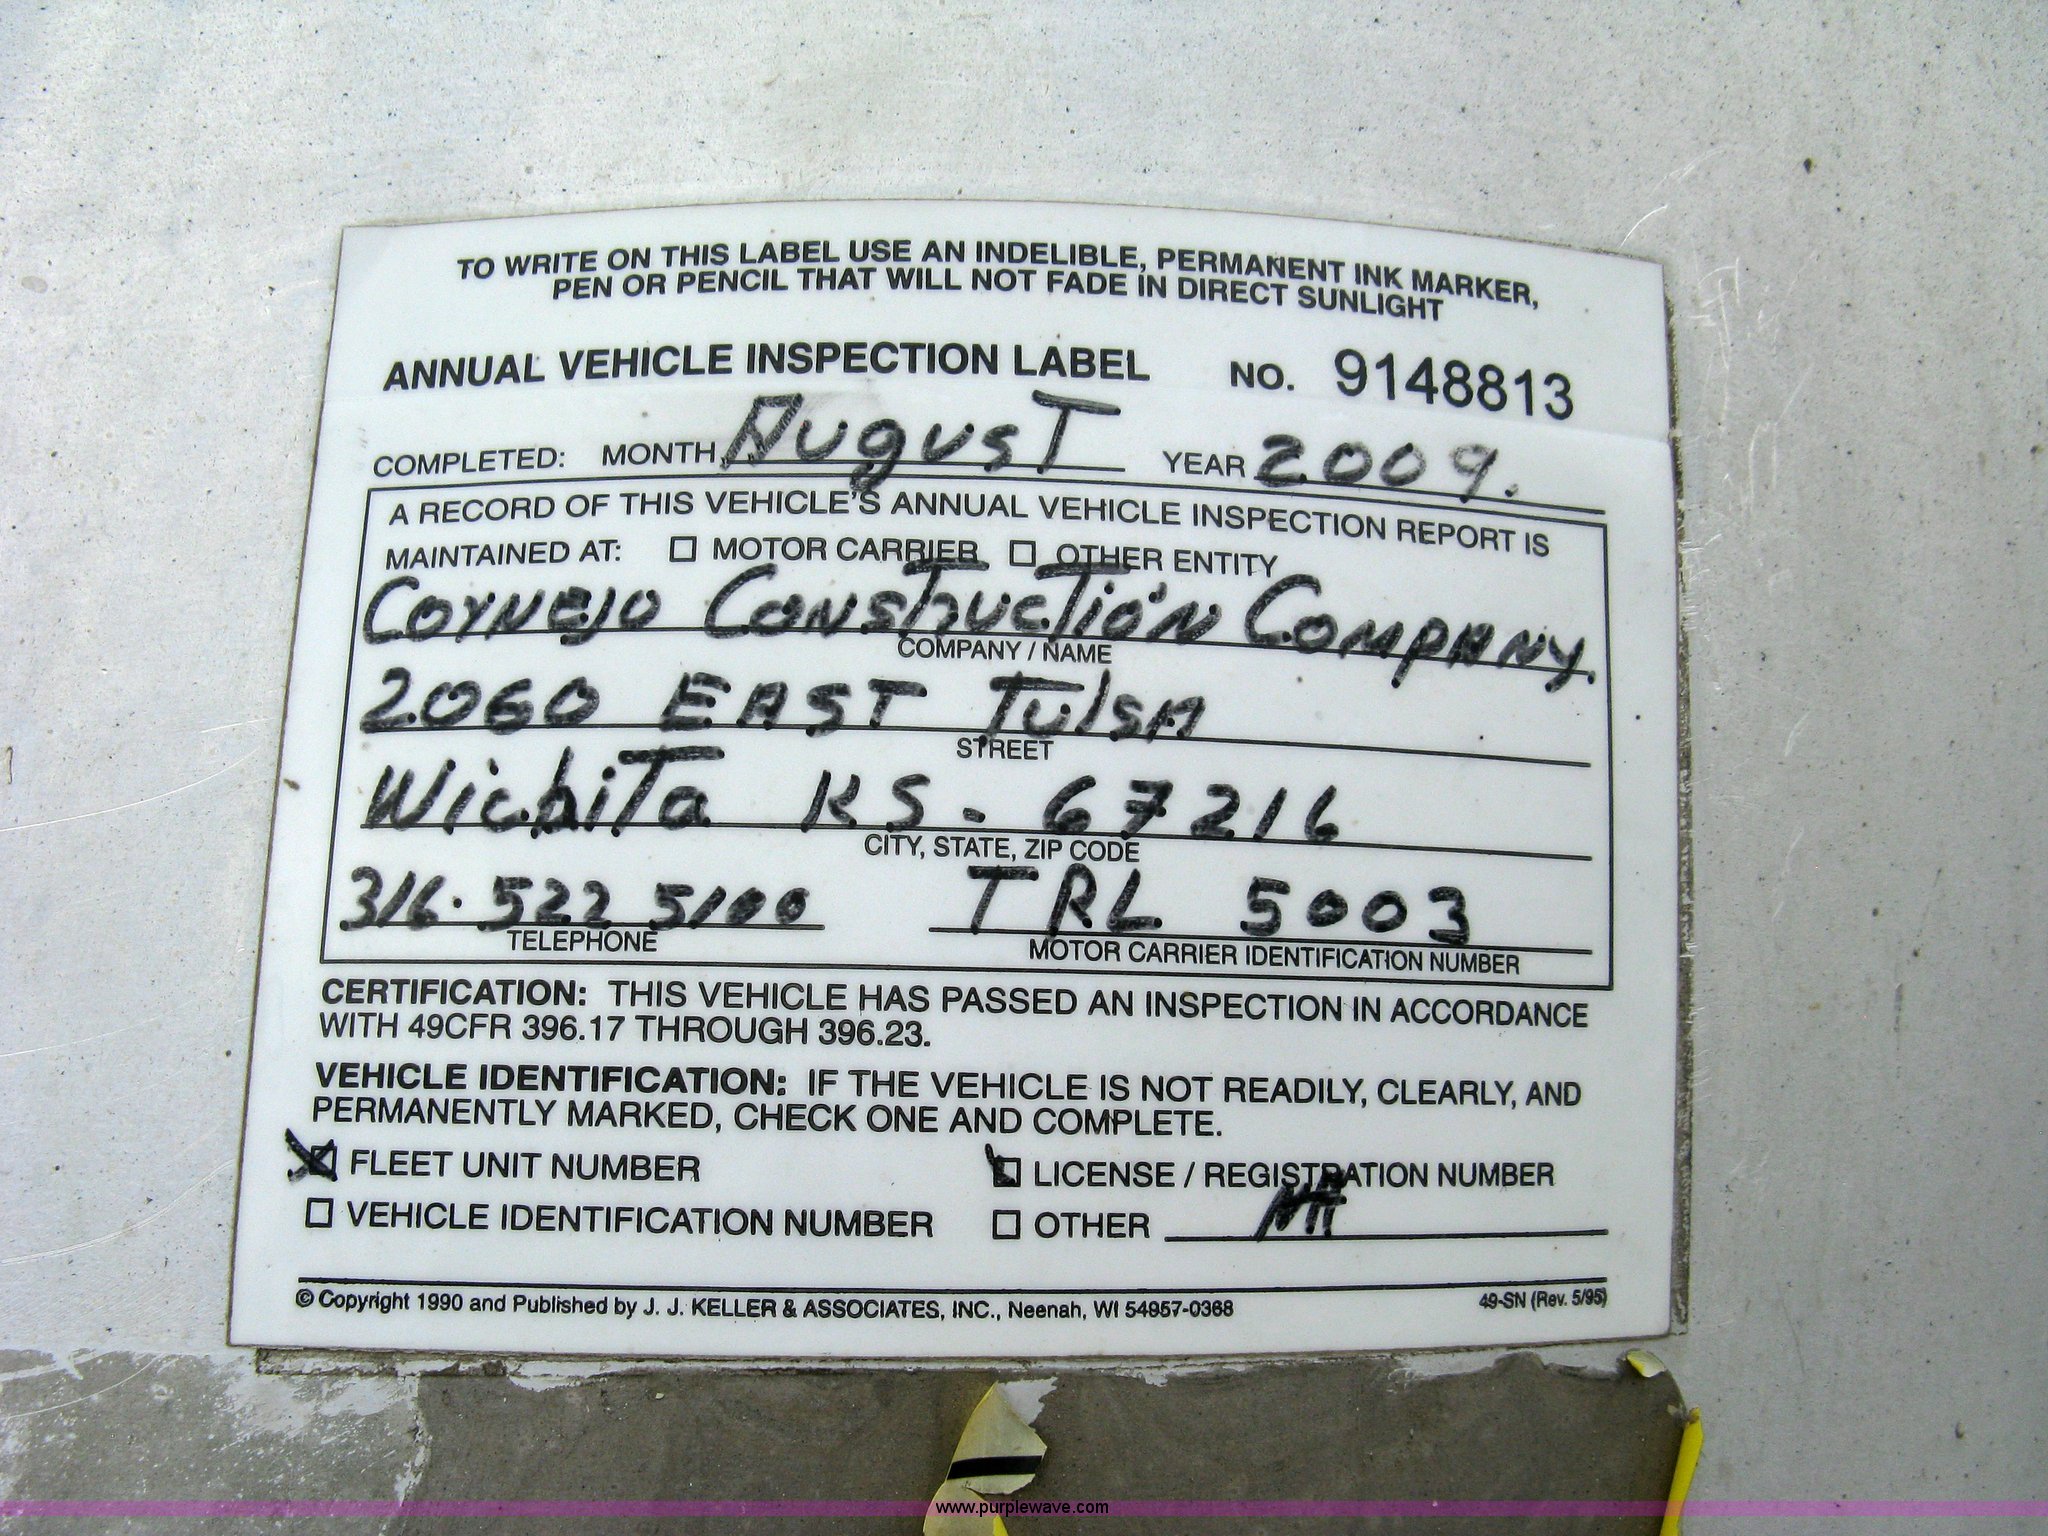 TO WRITE ON THIS LABEL USE AN INDELIBLE, PERMANENT INK MARKER,
PEN OR PENCIL THAT WILL NOT FADE IN DIRECT SUNLIGHT
ANNUAL VEHICLE INSPECTION LABEL NO. 9148813
COMPLETED: MONTH AugusT YEAR 2009.
A RECORD OF THIS VEHICLE'S ANNUAL VEHICLE INSPECTION REPORT IS
MAINTAINED AT: ☐ MOTOR CARRIER ☐ OTHER ENTITY
Cornejo ConsTrucTion Company.
COMPANY / NAME
2060 EAST TulsA
STREET
WichiTa KS - 67216
CITY, STATE, ZIP CODE
316. 522 5100 TRL 5003
TELEPHONE MOTOR CARRIER IDENTIFICATION NUMBER
CERTIFICATION: THIS VEHICLE HAS PASSED AN INSPECTION IN ACCORDANCE
WITH 49CFR 396.17 THROUGH 396.23.
VEHICLE IDENTIFICATION: IF THE VEHICLE IS NOT READILY, CLEARLY, AND
PERMANENTLY MARKED, CHECK ONE AND COMPLETE.
☒ FLEET UNIT NUMBER ☐ LICENSE / REGISTRATION NUMBER
☐ VEHICLE IDENTIFICATION NUMBER ☐ OTHER
© Copyright 1990 and Published by J. J. KELLER & ASSOCIATES, INC., Neenah, WI 54957-0368 49-SN (Rev. 5/95)
www.purplewave.com